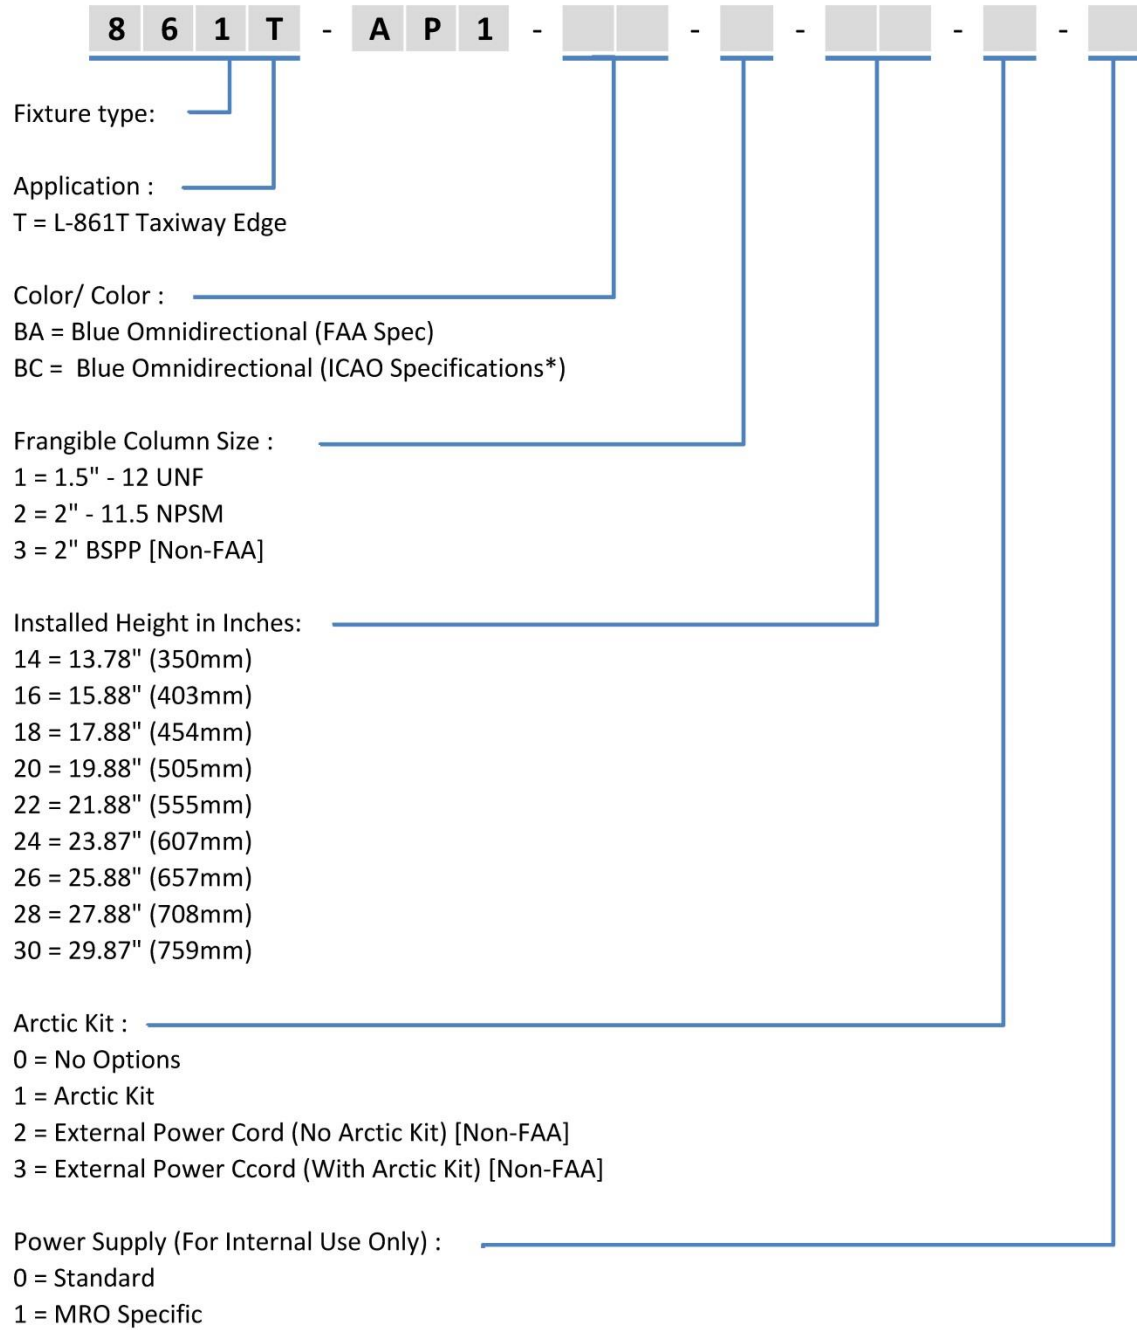 8 6 1 T - A P 1 - - - - -
Fixture type:
Application :
T = L-861T Taxiway Edge
Color/ Color :
BA = Blue Omnidirectional (FAA Spec)
BC = Blue Omnidirectional (ICAO Specifications*)
Frangible Column Size :
1 = 1.5" - 12 UNF
2 = 2" - 11.5 NPSM
3 = 2" BSPP [Non-FAA]
Installed Height in Inches:
14 = 13.78" (350mm)
16 = 15.88" (403mm)
18 = 17.88" (454mm)
20 = 19.88" (505mm)
22 = 21.88" (555mm)
24 = 23.87" (607mm)
26 = 25.88" (657mm)
28 = 27.88" (708mm)
30 = 29.87" (759mm)
Arctic Kit :
0 = No Options
1 = Arctic Kit
2 = External Power Cord (No Arctic Kit) [Non-FAA]
3 = External Power Ccord (With Arctic Kit) [Non-FAA]
Power Supply (For Internal Use Only) :
0 = Standard
1 = MRO Specific